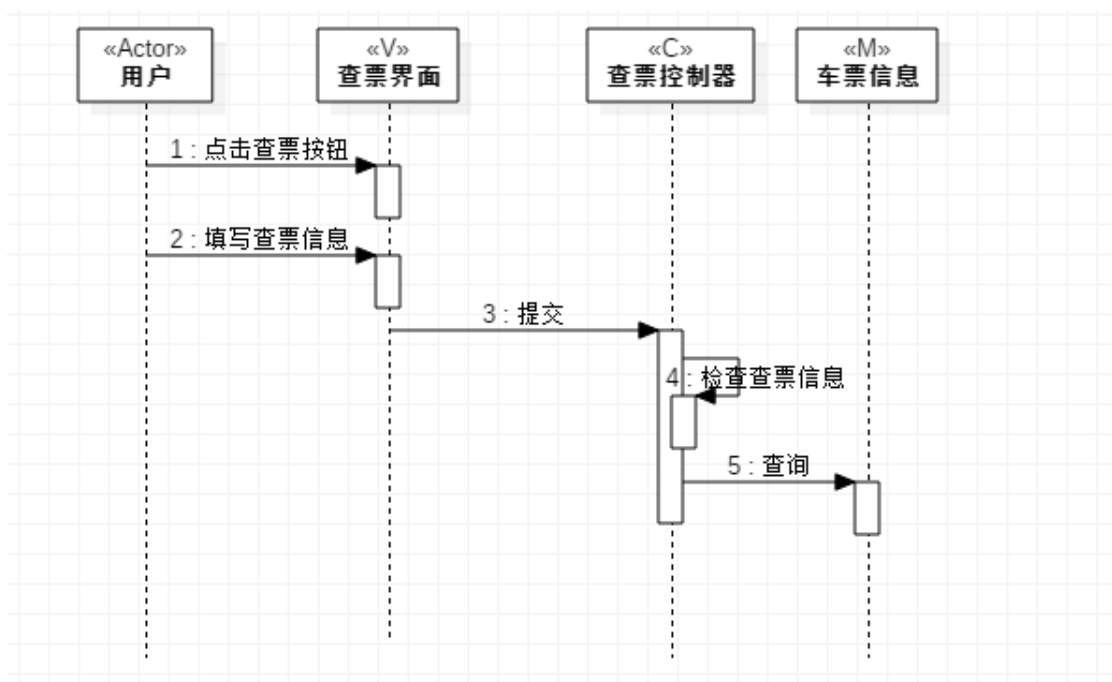 «Actor»
用户
«V»
查票界面
«C»
查票控制器
«M»
车票信息
1 : 点击查票按钮
2 : 填写查票信息
3 : 提交
4 : 检查查票信息
5 : 查询